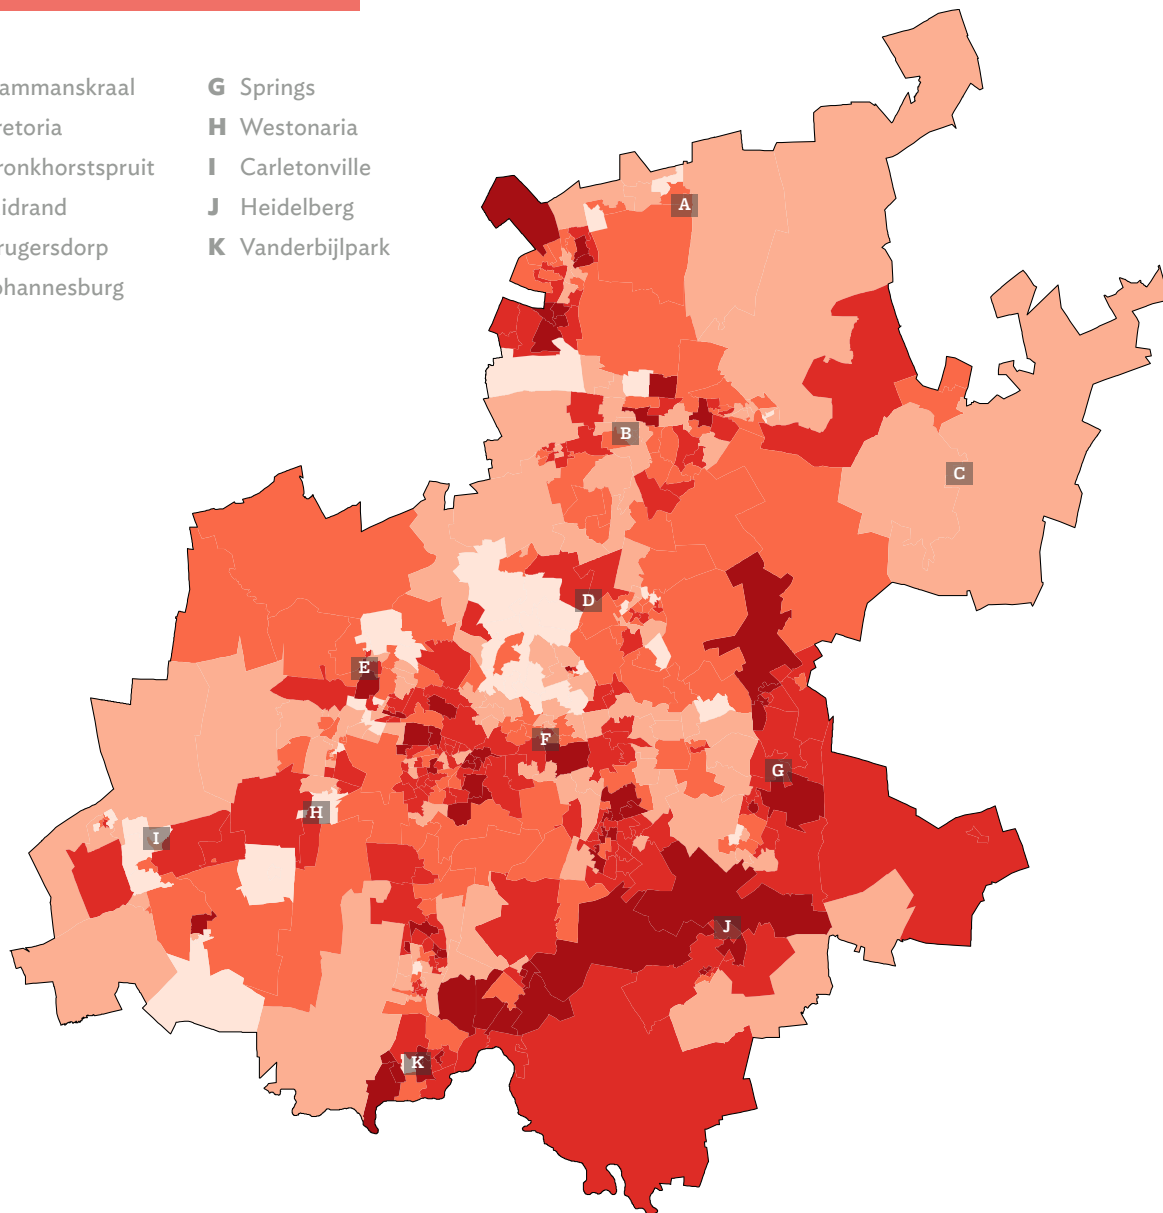 ammanskraal
retoria
ronkhorstspruit
idrand
rugersdorp
ohannesburg
G Springs
H Westonaria
I Carletonville
J Heidelberg
K Vanderbijlpark
A
B
C
D
E
F
G
H
I
J
K